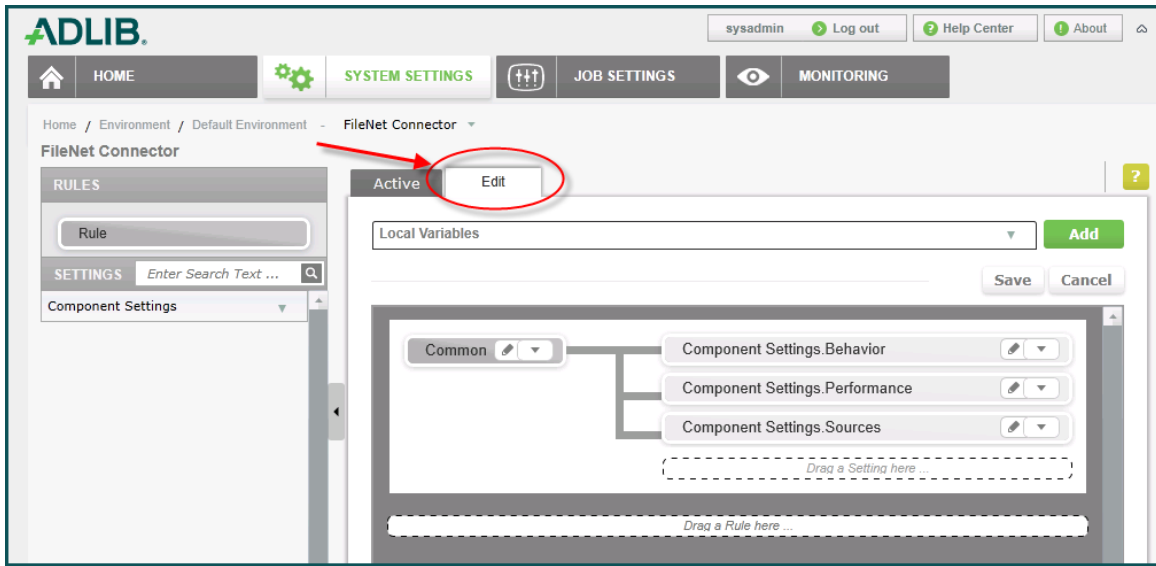 ADLIB.
sysadmin Log out Help Center About
HOME SYSTEM SETTINGS JOB SETTINGS MONITORING
Home / Environment / Default Environment - FileNet Connector
FileNet Connector
RULES
Active Edit ?
Rule
Local Variables Add
SETTINGS Enter Search Text ...
Save Cancel
Component Settings
Common
Component Settings.Behavior
Component Settings.Performance
Component Settings.Sources
Drag a Setting here ...
Drag a Rule here ...